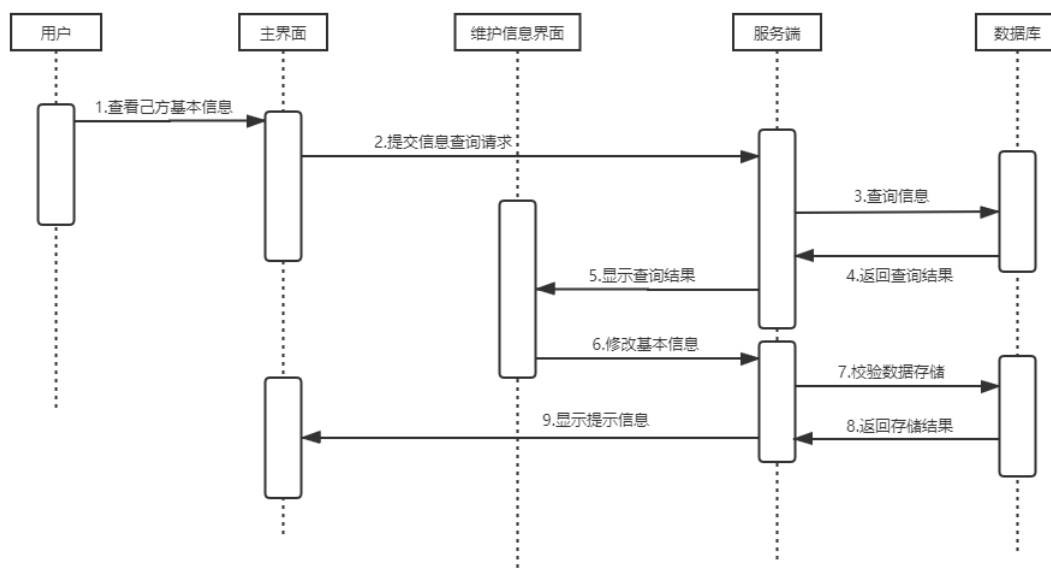 用户
主界面
维护信息界面
服务端
数据库
1.查看己方基本信息
2.提交信息查询请求
3.查询信息
4.返回查询结果
5.显示查询结果
6.修改基本信息
7.校验数据存储
8.返回存储结果
9.显示提示信息